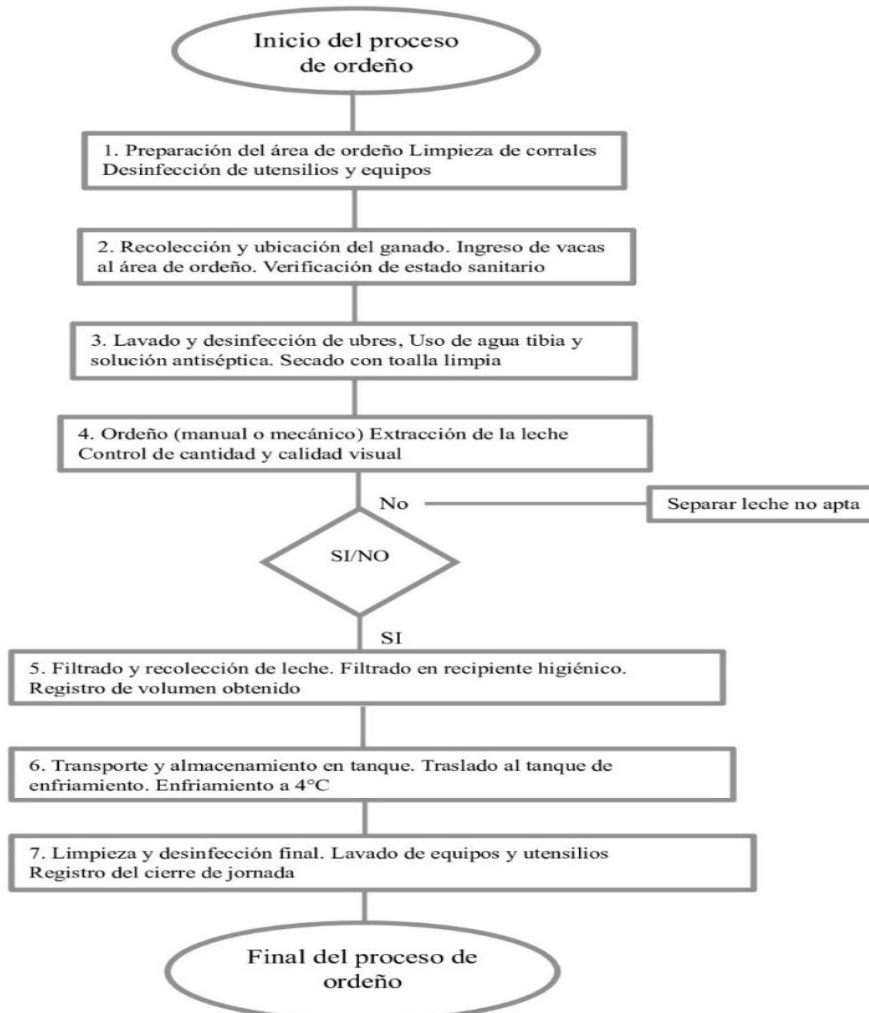 Inicio del proceso
de ordeño
1. Preparación del área de ordeño Limpieza de corrales
Desinfección de utensilios y equipos
2. Recolección y ubicación del ganado. Ingreso de vacas
al área de ordeño. Verificación de estado sanitario
3. Lavado y desinfección de ubres, Uso de agua tibia y
solución antiséptica. Secado con toalla limpia
4. Ordeño (manual o mecánico) Extracción de la leche
Control de cantidad y calidad visual
No
Separar leche no apta
SI/NO
SI
5. Filtrado y recolección de leche. Filtrado en recipiente higiénico.
Registro de volumen obtenido
6. Transporte y almacenamiento en tanque. Traslado al tanque de
enfriamiento. Enfriamiento a 4°C
7. Limpieza y desinfección final. Lavado de equipos y utensilios
Registro del cierre de jornada
Final del proceso de
ordeño